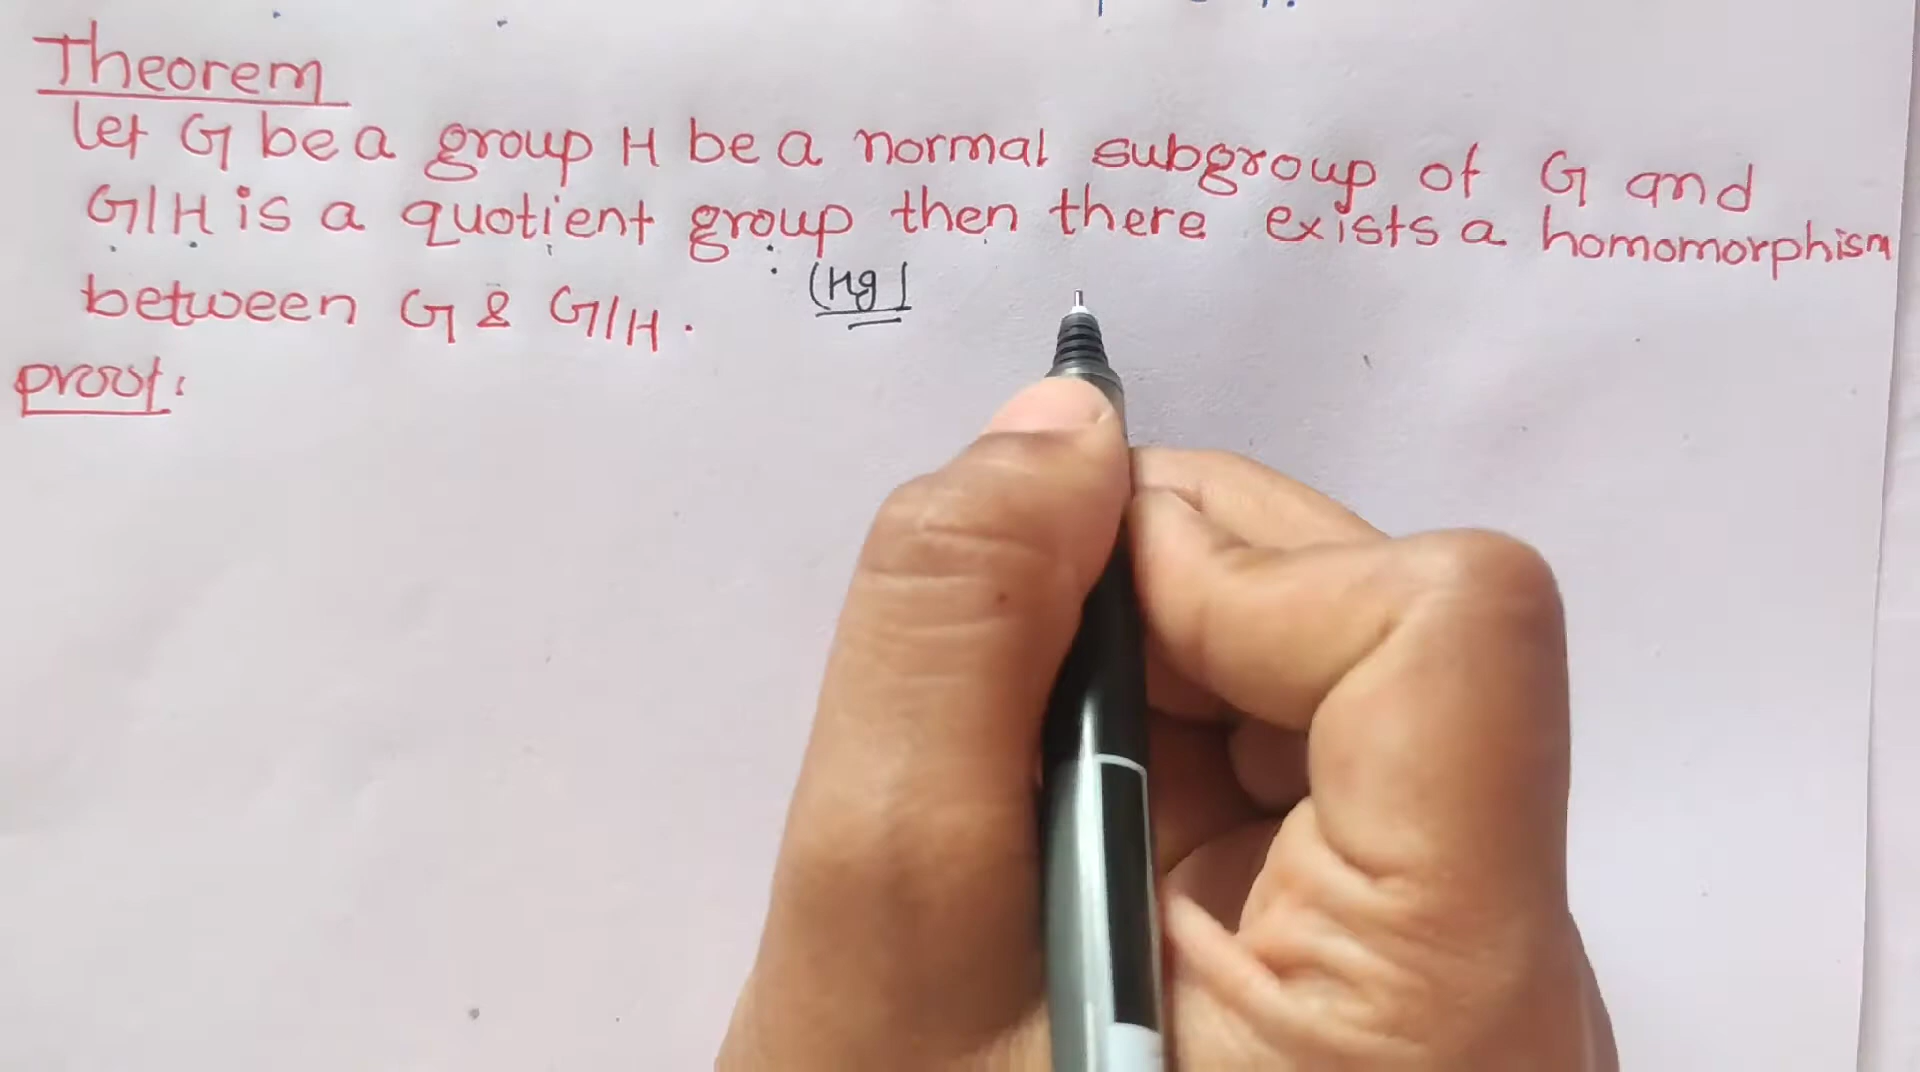 Theorem
let G be a group H be a normal subgroup of G and
G/H is a quotient group then there exists a homomorphism
(Hg)
between G & G/H.
proof: